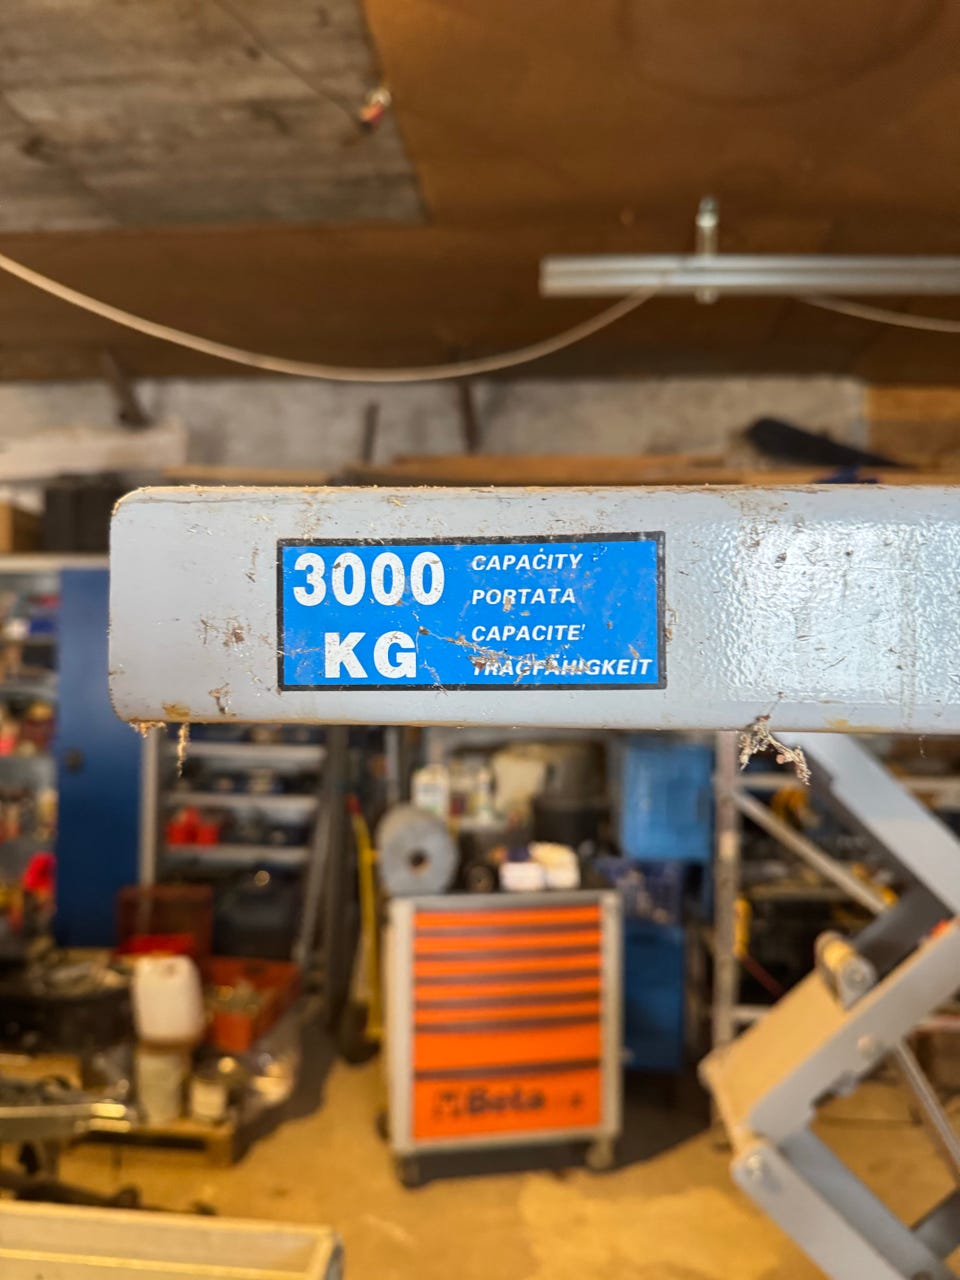 3000
KG
CAPACITY
PORTATA
CAPACITE'
TRAGFÄHIGKEIT
Beta